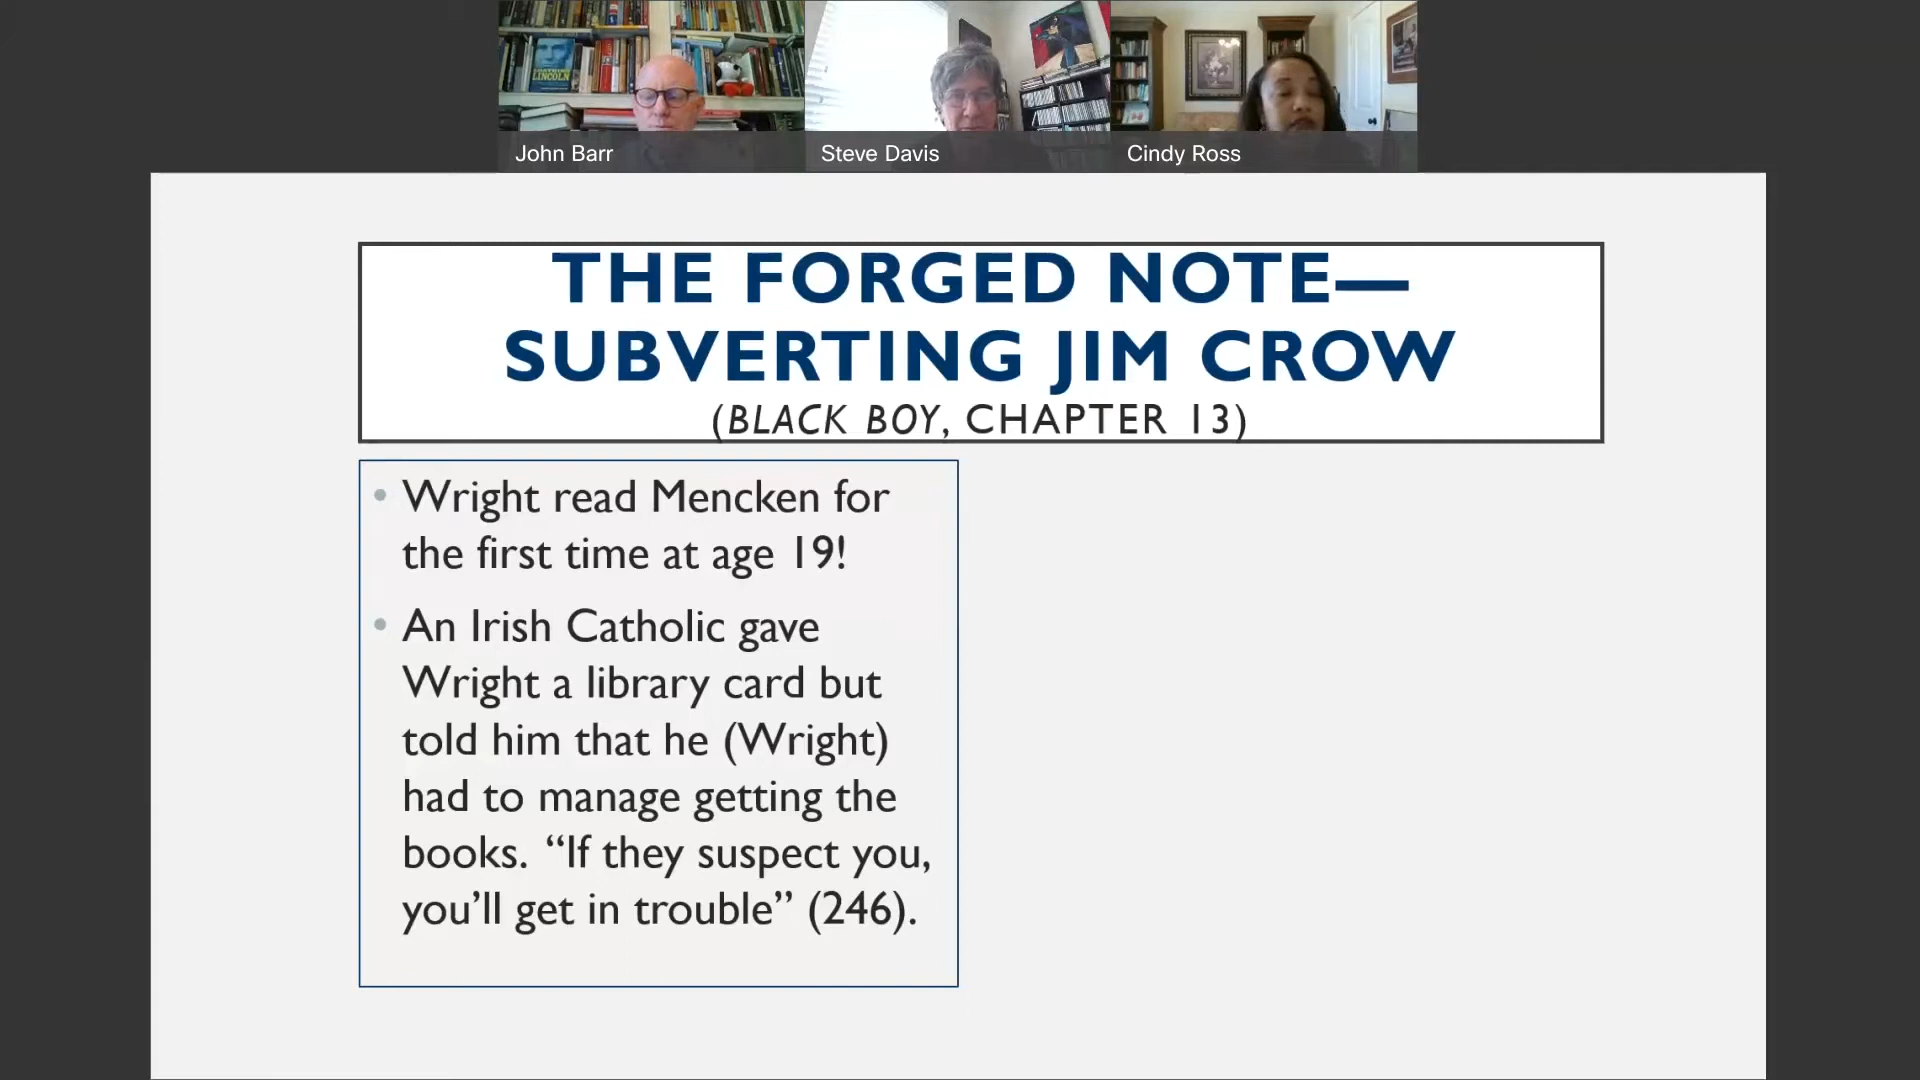 LINCOLN
John Barr
Steve Davis
Cindy Ross
THE FORGED NOTE—
SUBVERTING JIM CROW
(BLACK BOY, CHAPTER 13)
• Wright read Mencken for
the first time at age 19!
• An Irish Catholic gave
Wright a library card but
told him that he (Wright)
had to manage getting the
books. “If they suspect you,
you’ll get in trouble” (246).